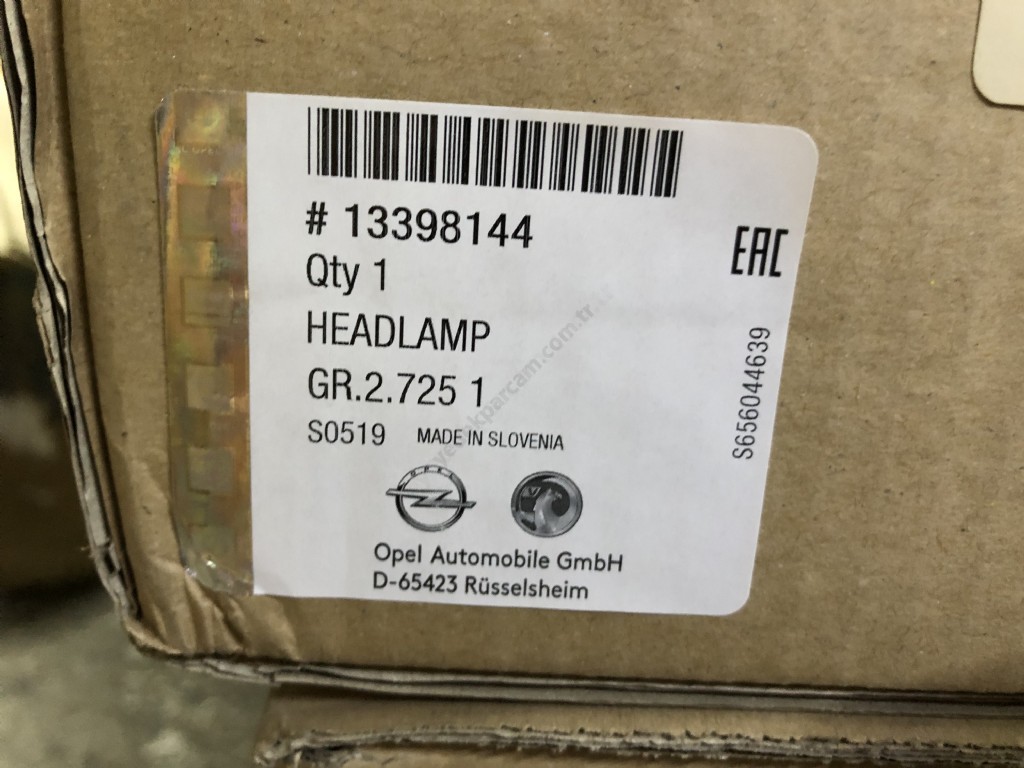 # 13398144
Qty 1
HEADLAMP
GR.2.725 1
S0519 MADE IN SLOVENIA
OPEL
Opel Automobile GmbH
D-65423 Rüsselsheim
EAC
S656044639